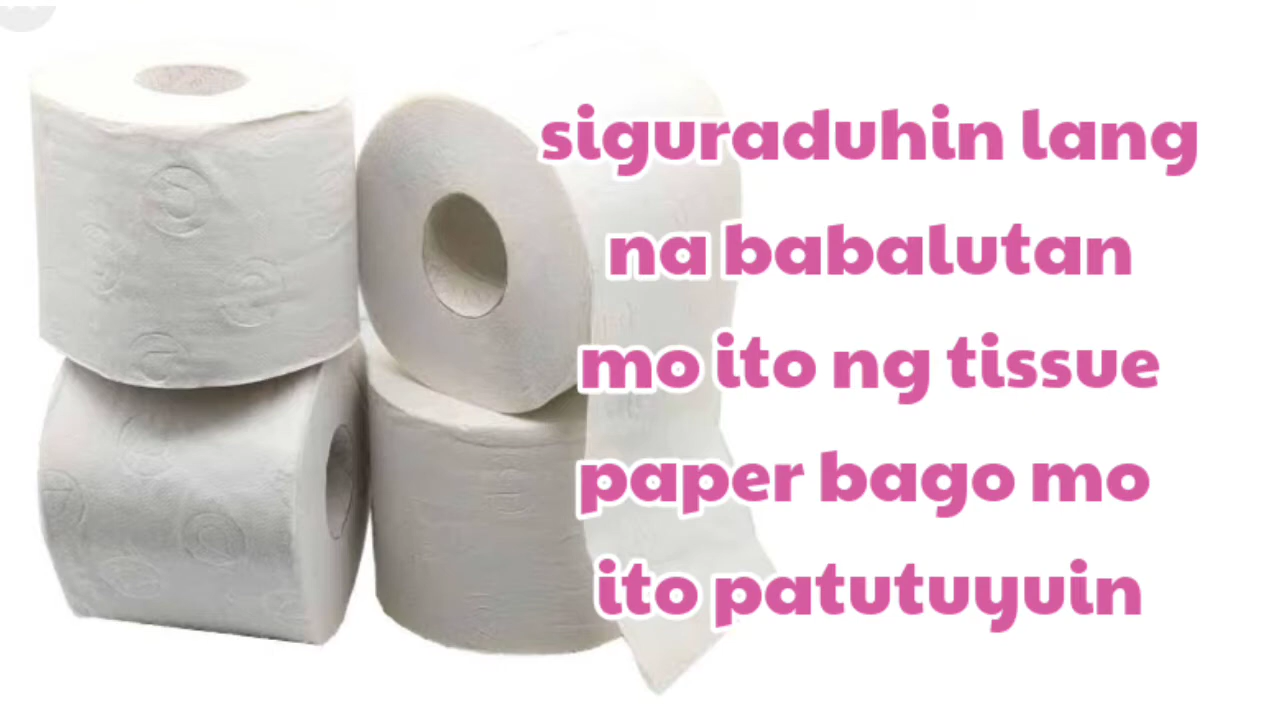 siguraduhin lang
na babalutan
mo ito ng tissue
paper bago mo
ito patutuyuin